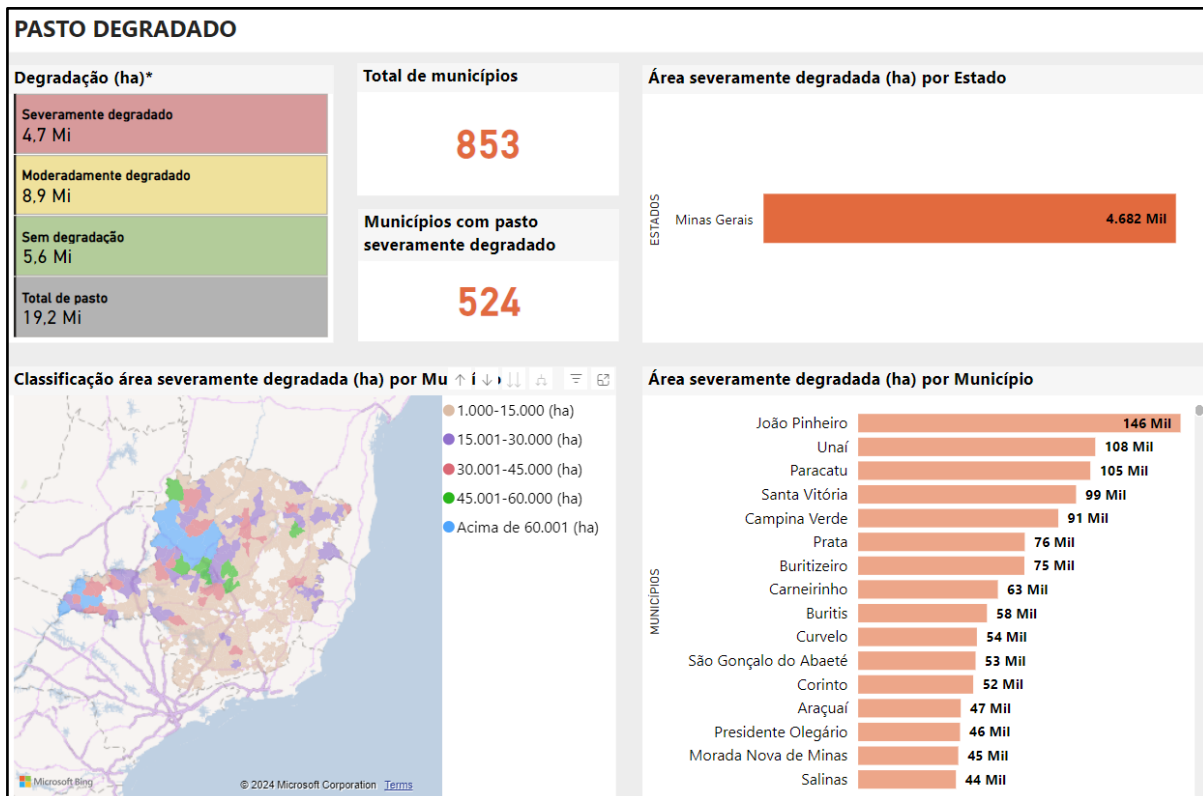 PASTO DEGRADADO
Degradação (ha)*
Severamente degradado
4,7 Mi
Moderadamente degradado
8,9 Mi
Sem degradação
5,6 Mi
Total de pasto
19,2 Mi
Total de municípios
853
Municípios com pasto
severamente degradado
524
Área severamente degradada (ha) por Estado
ESTADOS
Minas Gerais
4.682 Mil
Classificação área severamente degradada (ha) por Mu
1.000-15.000 (ha)
15.001-30.000 (ha)
30.001-45.000 (ha)
45.001-60.000 (ha)
Acima de 60.001 (ha)
Microsoft Bing
© 2024 Microsoft Corporation Terms
Área severamente degradada (ha) por Município
MUNICÍPIOS
João Pinheiro 146 Mil
Unaí 108 Mil
Paracatu 105 Mil
Santa Vitória 99 Mil
Campina Verde 91 Mil
Prata 76 Mil
Buritizeiro 75 Mil
Carneirinho 63 Mil
Buritis 58 Mil
Curvelo 54 Mil
São Gonçalo do Abaeté 53 Mil
Corinto 52 Mil
Araçuaí 47 Mil
Presidente Olegário 46 Mil
Morada Nova de Minas 45 Mil
Salinas 44 Mil